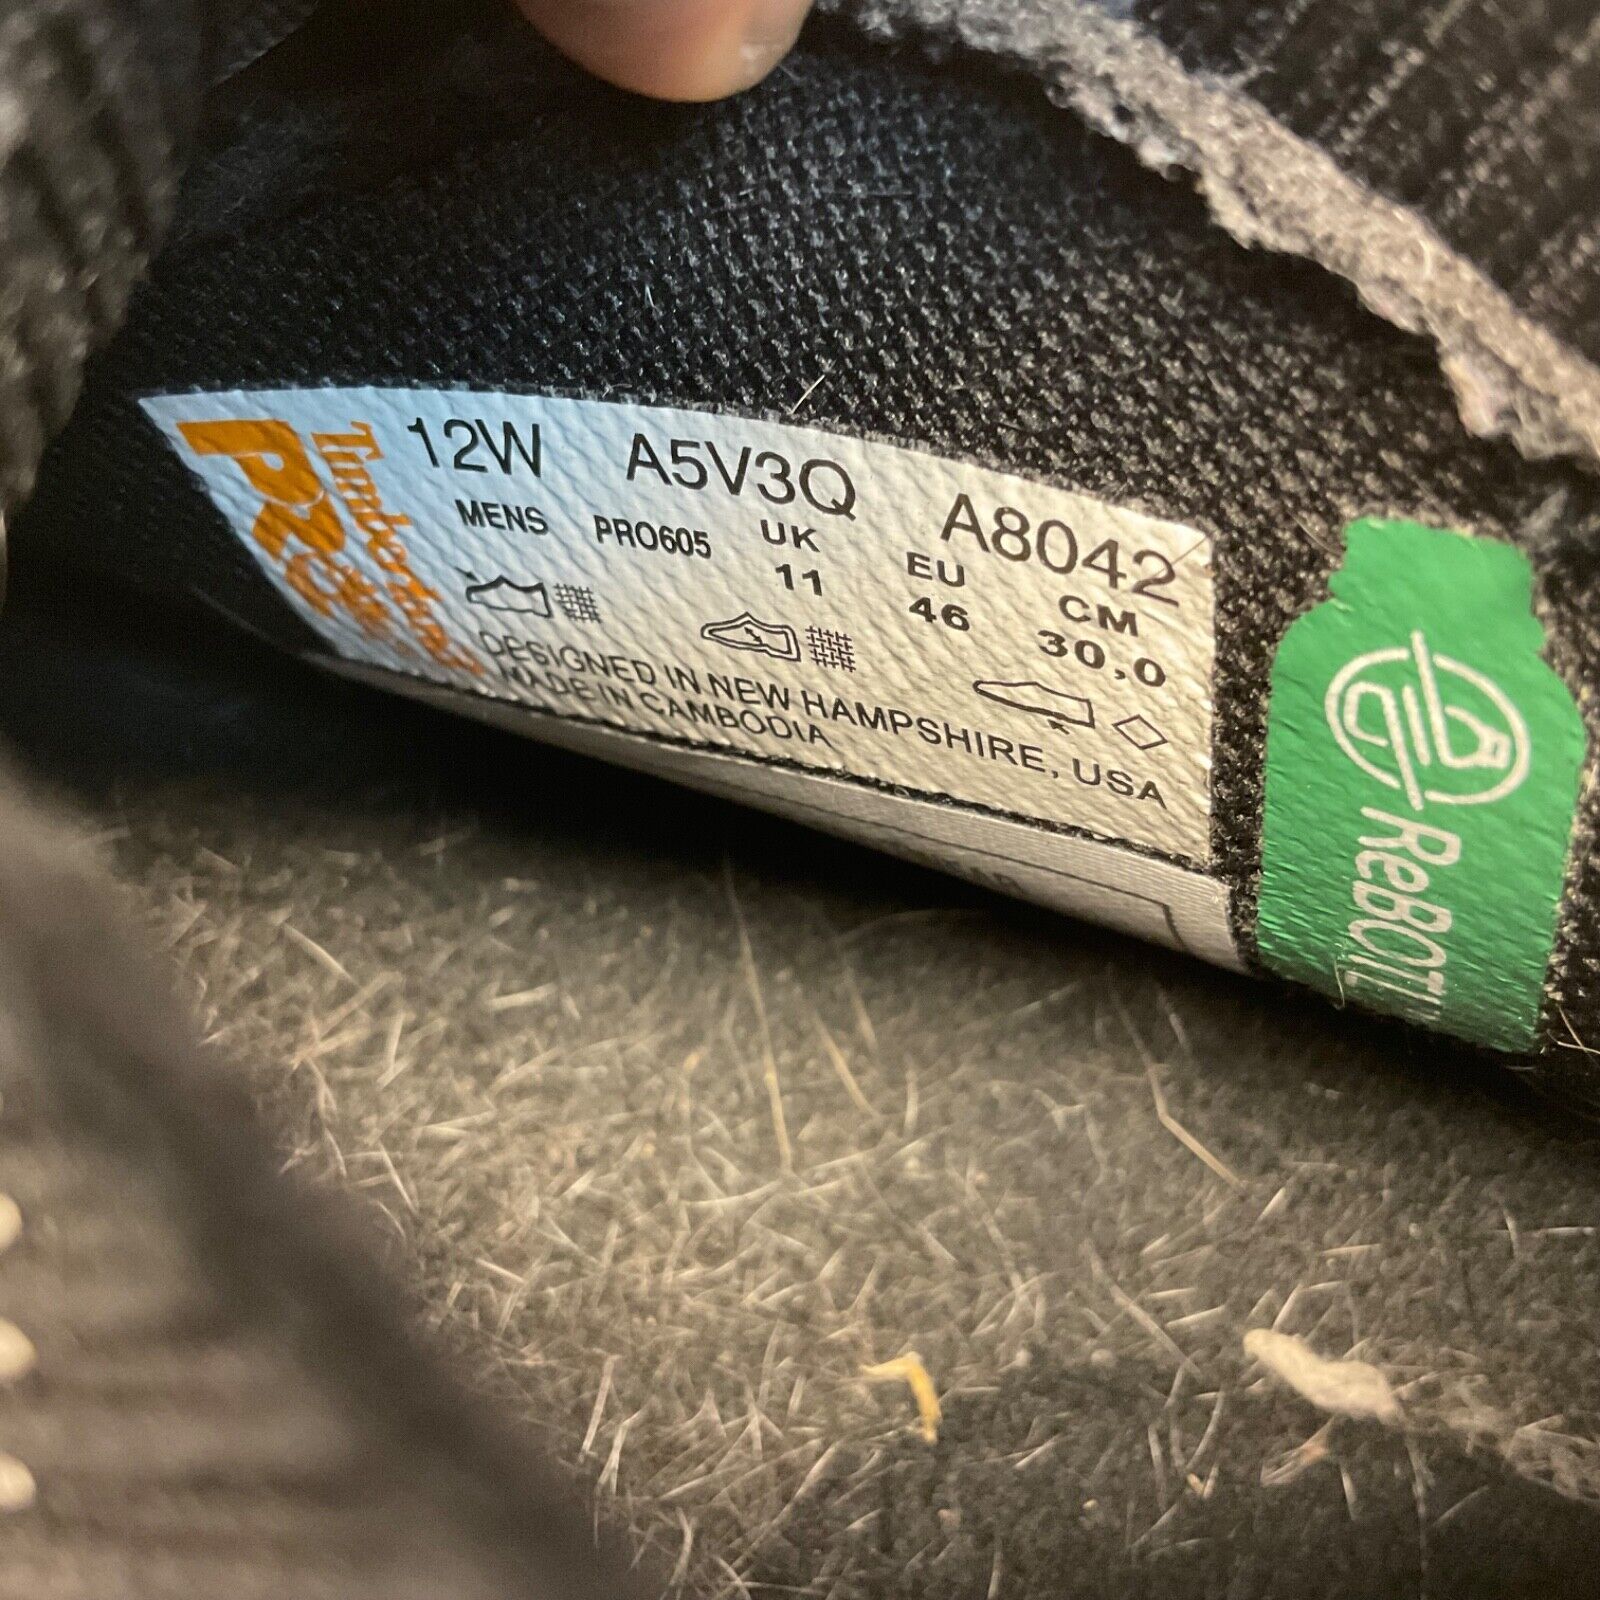 Timberland
PRO
12W A5V3Q A8042
MENS PRO605 UK EU CM
11 46 30,0
DESIGNED IN NEW HAMPSHIRE, USA
MADE IN CAMBODIA
ReBOTL